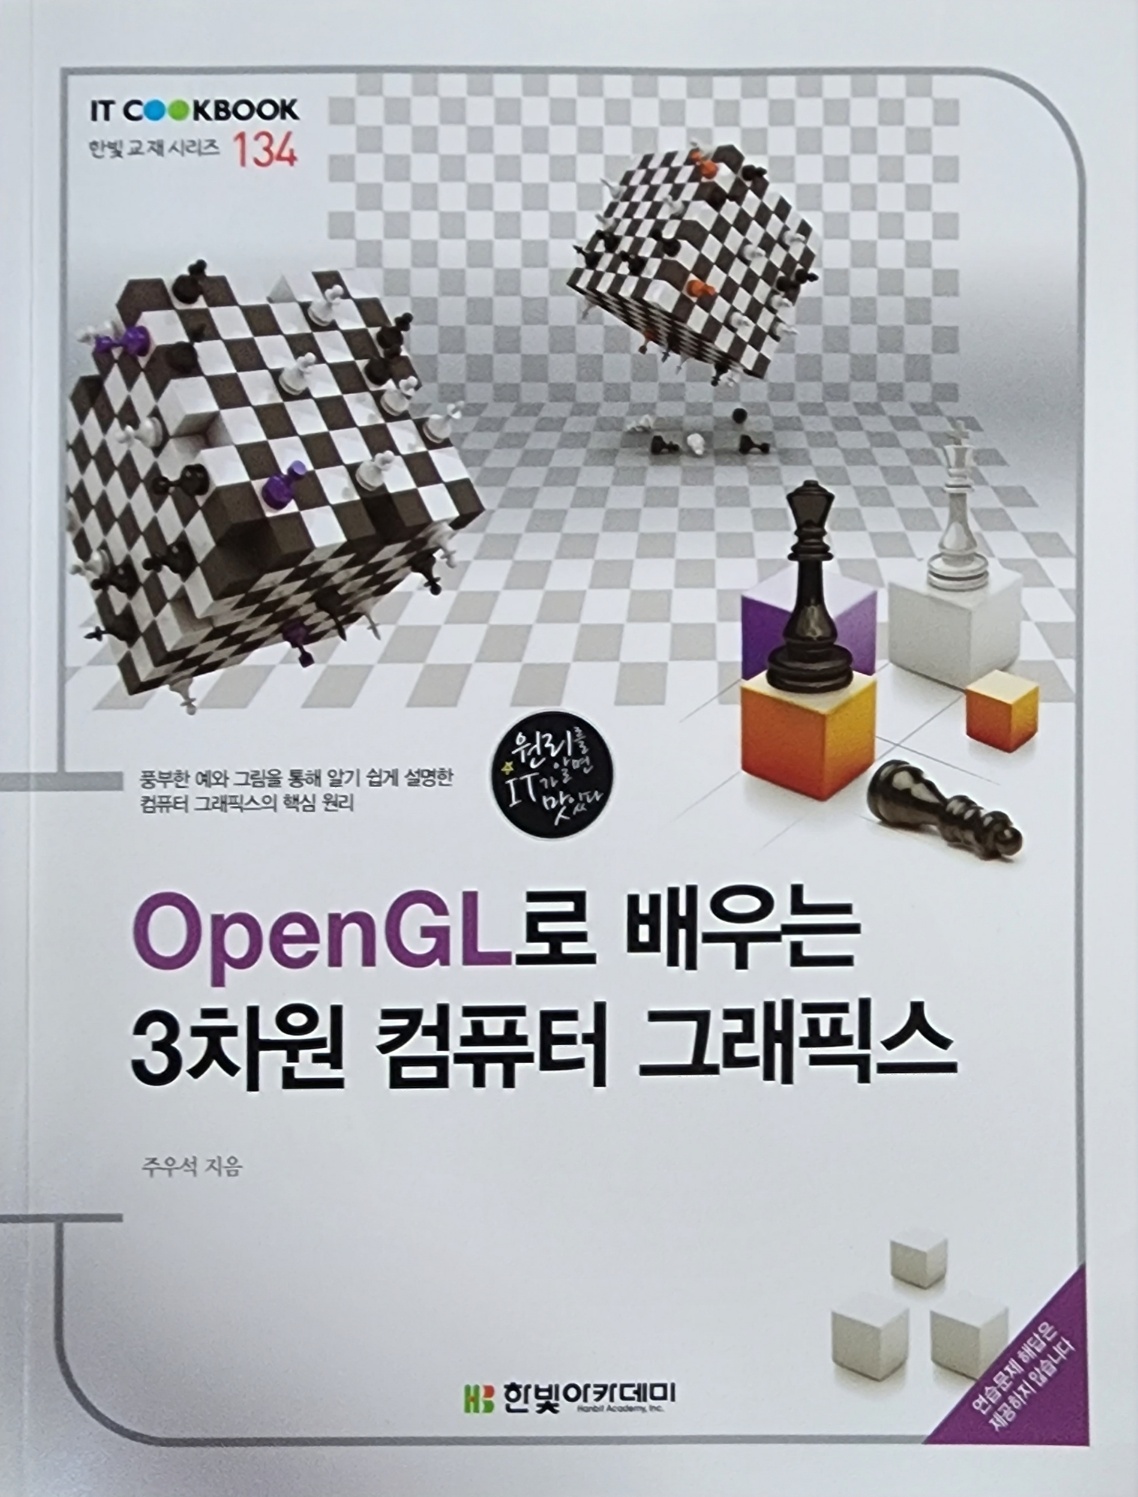 IT COOKBOOK
한빛 교재 시리즈 134
풍부한 예와 그림을 통해 알기 쉽게 설명한
컴퓨터 그래픽스의 핵심 원리
원리를
알면
IT가
맛있다
OpenGL로 배우는
3차원 컴퓨터 그래픽스
주우석 지음
연습문제 해답은
제공하지 않습니다
HB 한빛아카데미
Hanbit Academy, Inc.